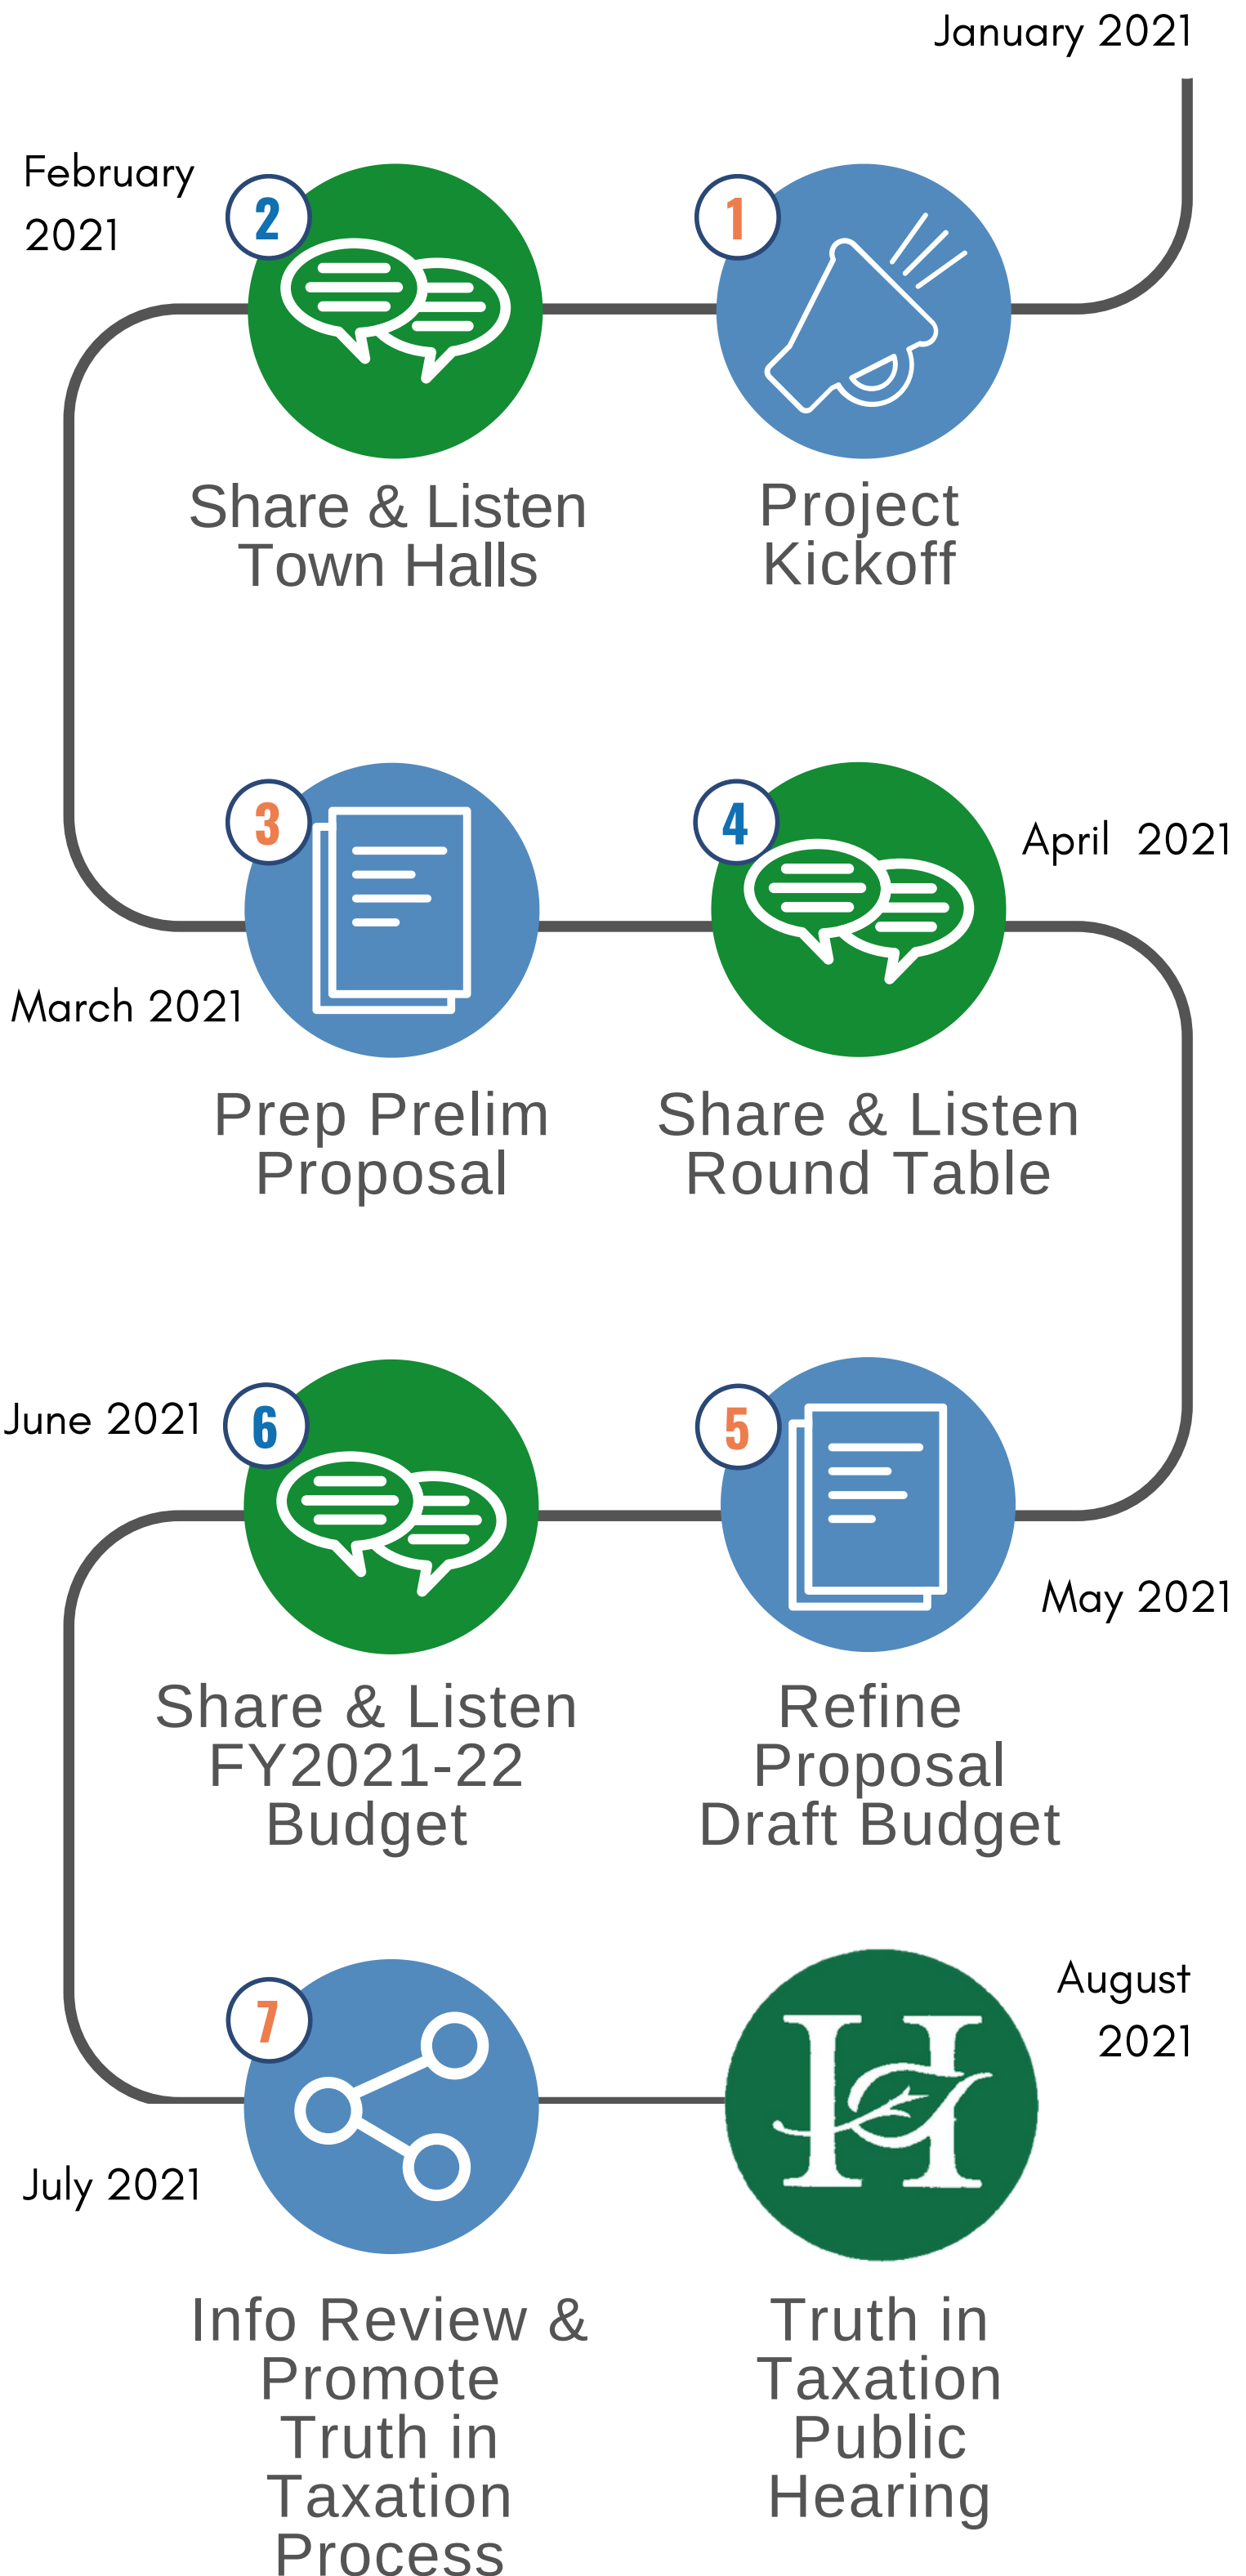 January 2021
1
Project
Kickoff
February
2021
2
Share & Listen
Town Halls
3
March 2021
Prep Prelim
Proposal
4
April 2021
Share & Listen
Round Table
5
May 2021
Refine
Proposal
Draft Budget
June 2021
6
Share & Listen
FY2021-22
Budget
7
July 2021
Info Review &
Promote
Truth in
Taxation
Process
August
2021
H
Truth in
Taxation
Public
Hearing